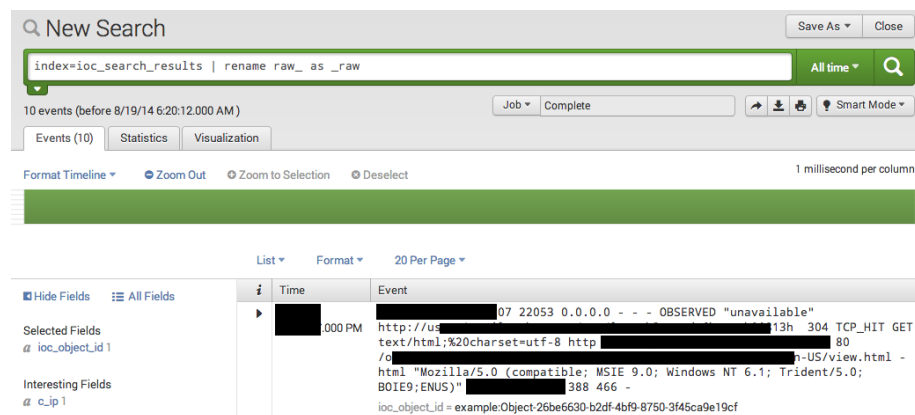 New Search
Save As
Close
index=ioc_search_results | rename raw_ as _raw
All time
10 events (before 8/19/14 6:20:12.000 AM )
Job
Complete
Smart Mode
Events (10)
Statistics
Visualization
Format Timeline
Zoom Out
Zoom to Selection
Deselect
1 millisecond per column
List
Format
20 Per Page
Hide Fields
All Fields
i
Time
Event
Selected Fields
a ioc_object_id 1
Interesting Fields
a c_ip 1
.000 PM
07 22053 0.0.0.0 - - - OBSERVED "unavailable"
http://us 13h 304 TCP_HIT GET
text/html;%20charset=utf-8 http 80
/o n-US/view.html -
html "Mozilla/5.0 (compatible; MSIE 9.0; Windows NT 6.1; Trident/5.0;
BOIE9;ENUS)" 388 466 -
ioc_object_id = example:Object-26be6630-b2df-4bf9-8750-3f45ca9e19cf